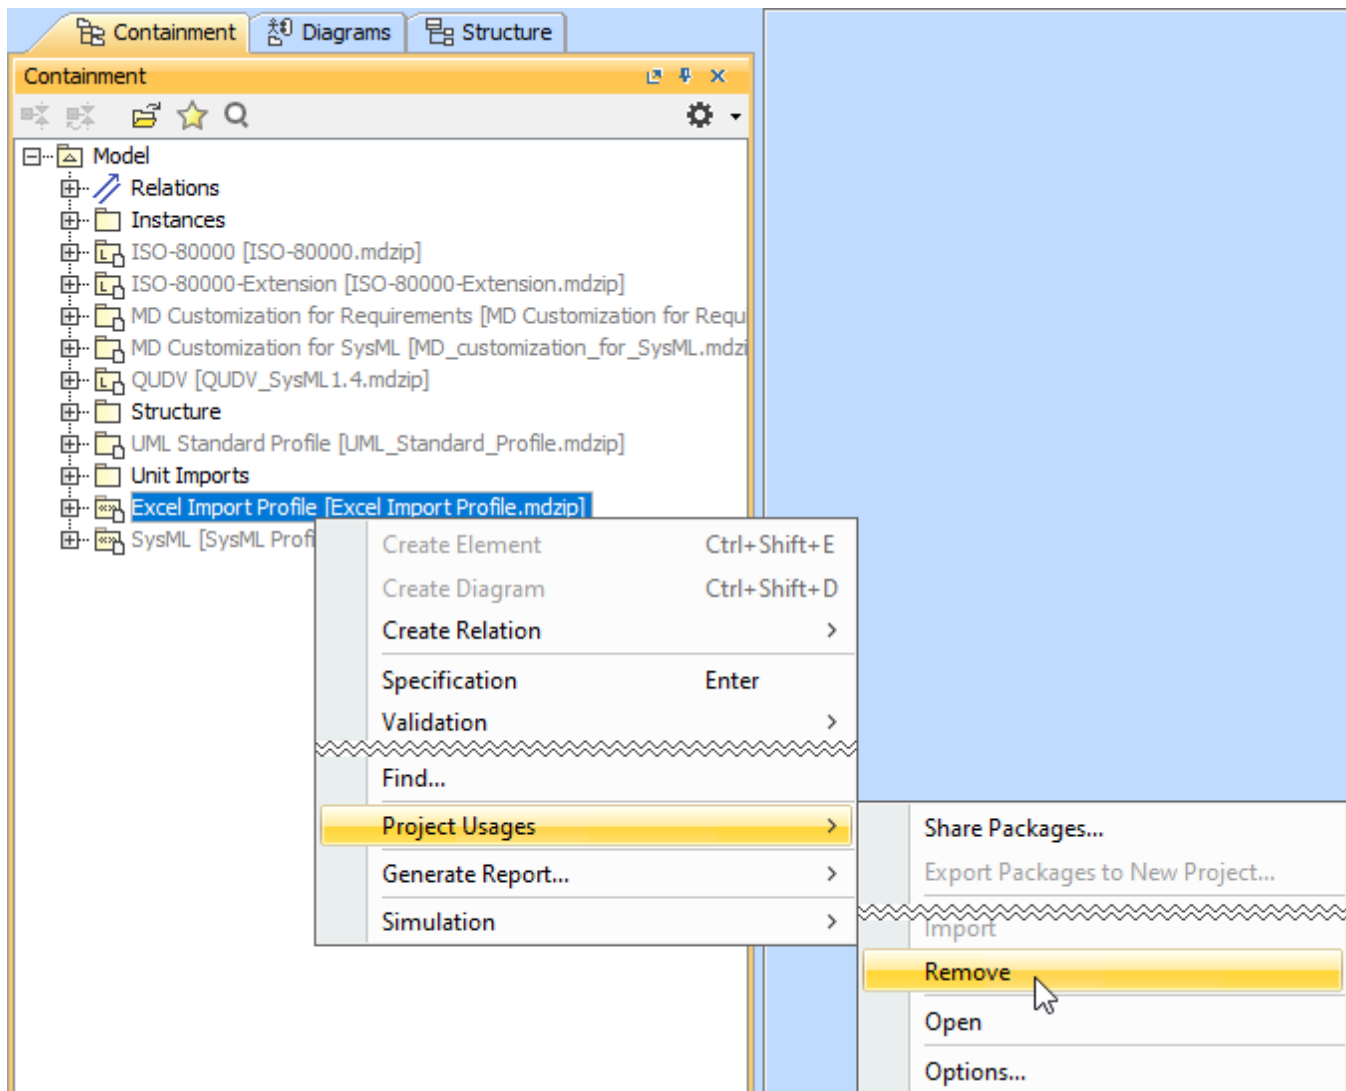 Containment
Diagrams
Structure
Containment
Model
Relations
Instances
ISO-80000 [ISO-80000.mdzip]
ISO-80000-Extension [ISO-80000-Extension.mdzip]
MD Customization for Requirements [MD Customization for Requ
MD Customization for SysML [MD_customization_for_SysML.mdzi
QUDV [QUDV_SysML1.4.mdzip]
Structure
UML Standard Profile [UML_Standard_Profile.mdzip]
Unit Imports
Excel Import Profile [Excel Import Profile.mdzip]
SysML [SysML Profi
Create Element Ctrl+Shift+E
Create Diagram Ctrl+Shift+D
Create Relation
Specification Enter
Validation
Find...
Project Usages
Generate Report...
Simulation
Share Packages...
Export Packages to New Project...
Import
Remove
Open
Options...